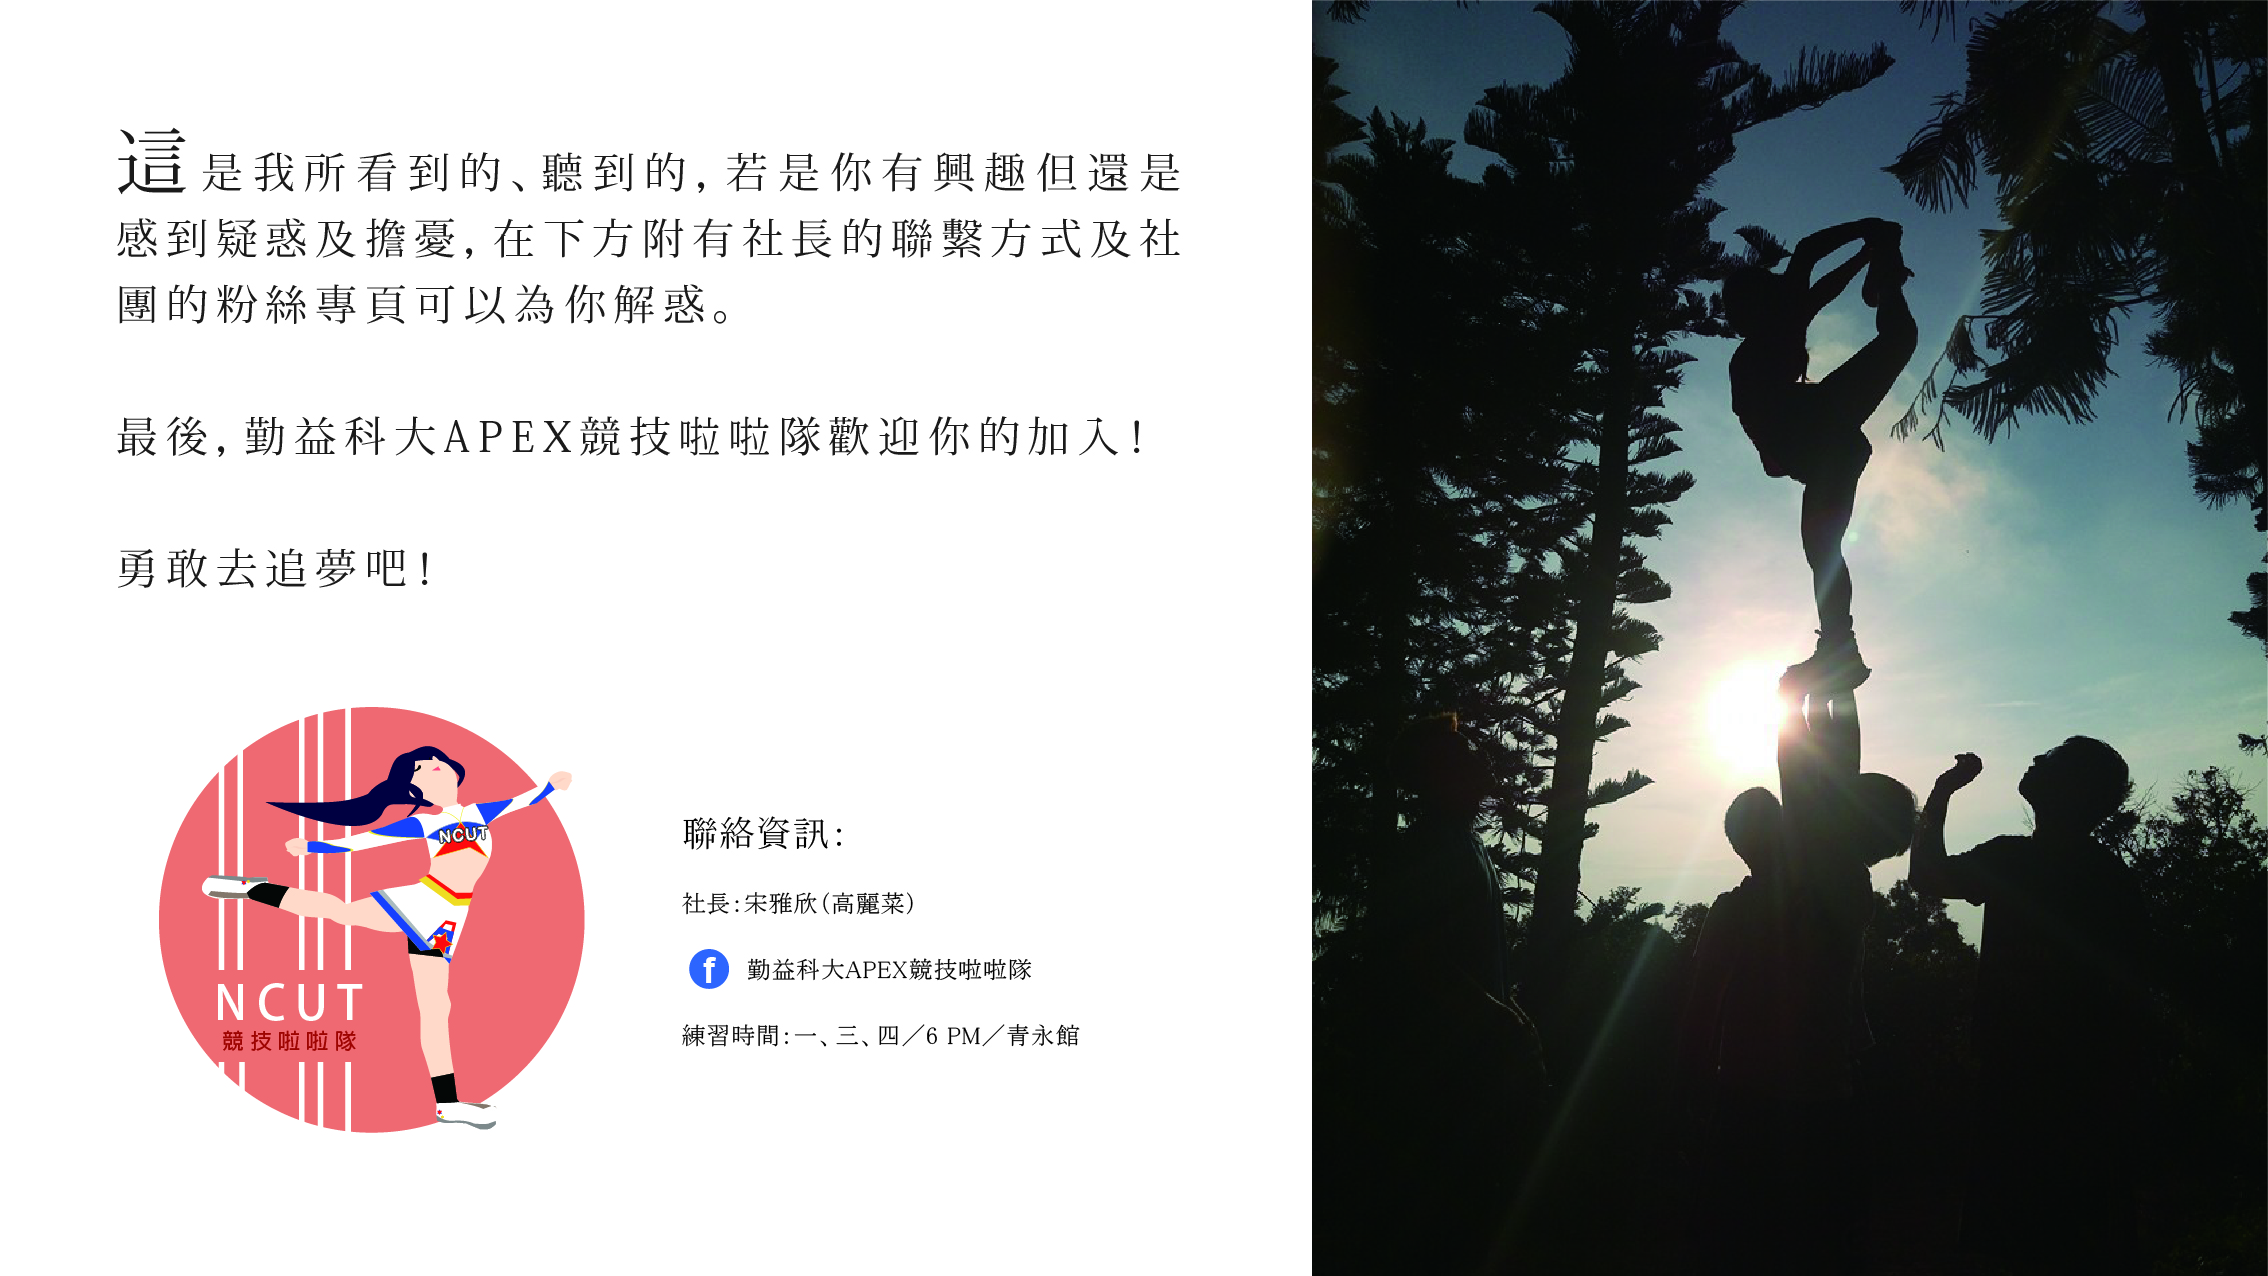 這是我所看到的、聽到的，若是你有興趣但還是
感到疑惑及擔憂，在下方附有社長的聯繫方式及社
團的粉絲專頁可以為你解惑。
最後，勤益科大APEX競技啦啦隊歡迎你的加入！
勇敢去追夢吧！
NCUT
NCUT
競技啦啦隊
聯絡資訊：
社長：宋雅欣（高麗菜）
f 勤益科大APEX競技啦啦隊
練習時間：一、三、四／6 PM／青永館